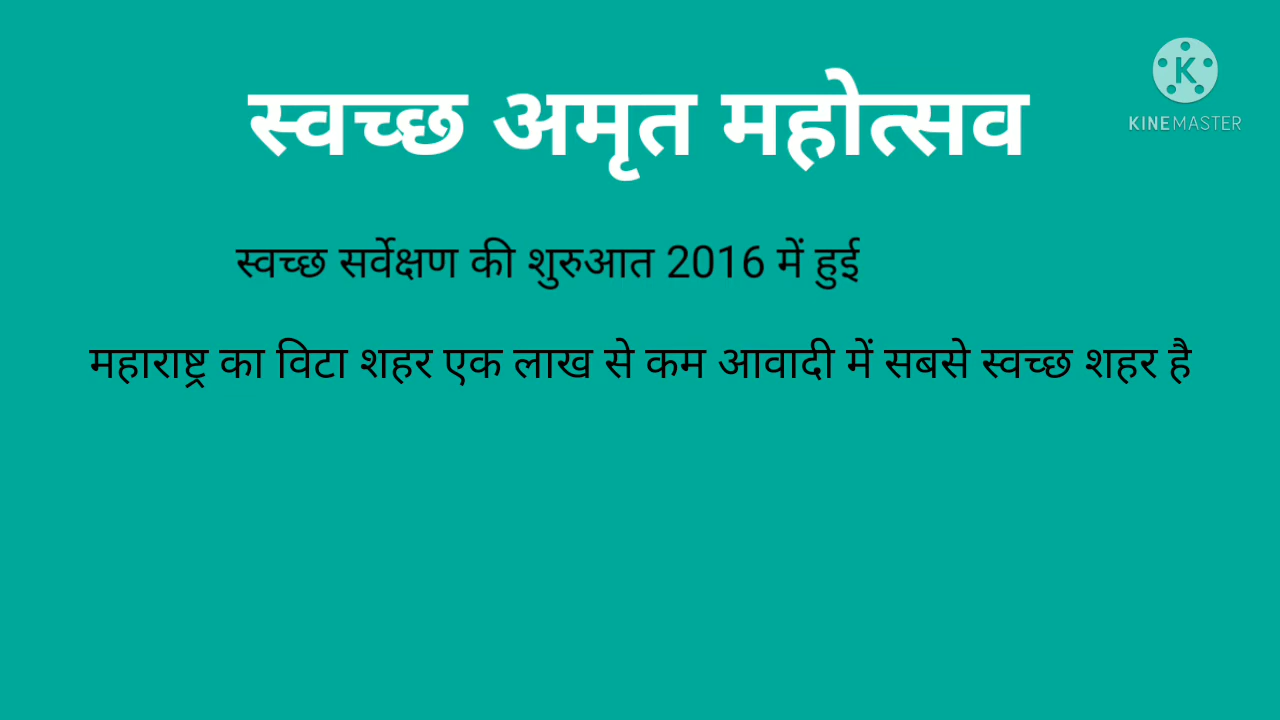 स्वच्छ अमृत महोत्सव
KINEMASTER
स्वच्छ सर्वेक्षण की शुरुआत 2016 में हुई
महाराष्ट्र का विटा शहर एक लाख से कम आवादी में सबसे स्वच्छ शहर है